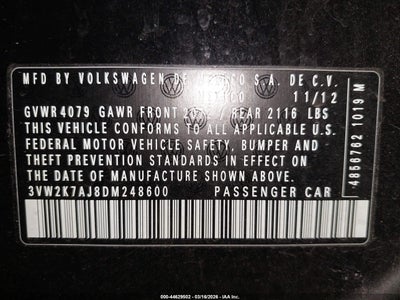 MFD BY VOLKSWAGEN DE MEXICO S.A. DE C.V.
11/12
GVWR 4079 GAWR FRONT REAR 2116 LBS
THIS VEHICLE CONFORMS TO ALL APPLICABLE
FEDERAL MOTOR VEHICLE SAFETY, BUMPER AND
THEFT PREVENTION STANDARDS IN EFFECT ON
THE DATE OF MANUFACTURE SHOWN ABOVE.
3VW2K7AJ8DM248600 PASSENGER CAR
4856762 1019 M
000-44629502 - 03/16/2026 - IAA Inc.